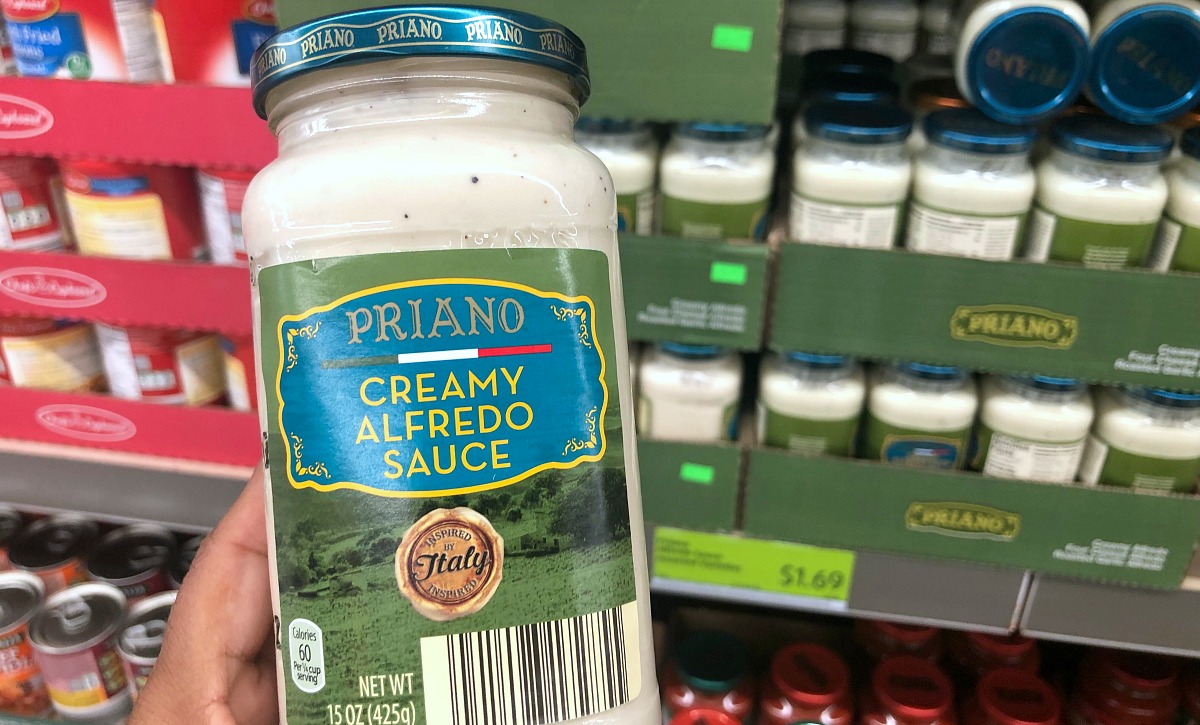 PRIANO PRIANO PRIANO PRIANO
PRIANO
CREAMY
ALFREDO
SAUCE
INSPIRED
BY
Italy
INSPIRED
Calories
60
Per ¼ cup
serving
NET WT
15 OZ (425g)
PRIANO
PRIANO
$1.69